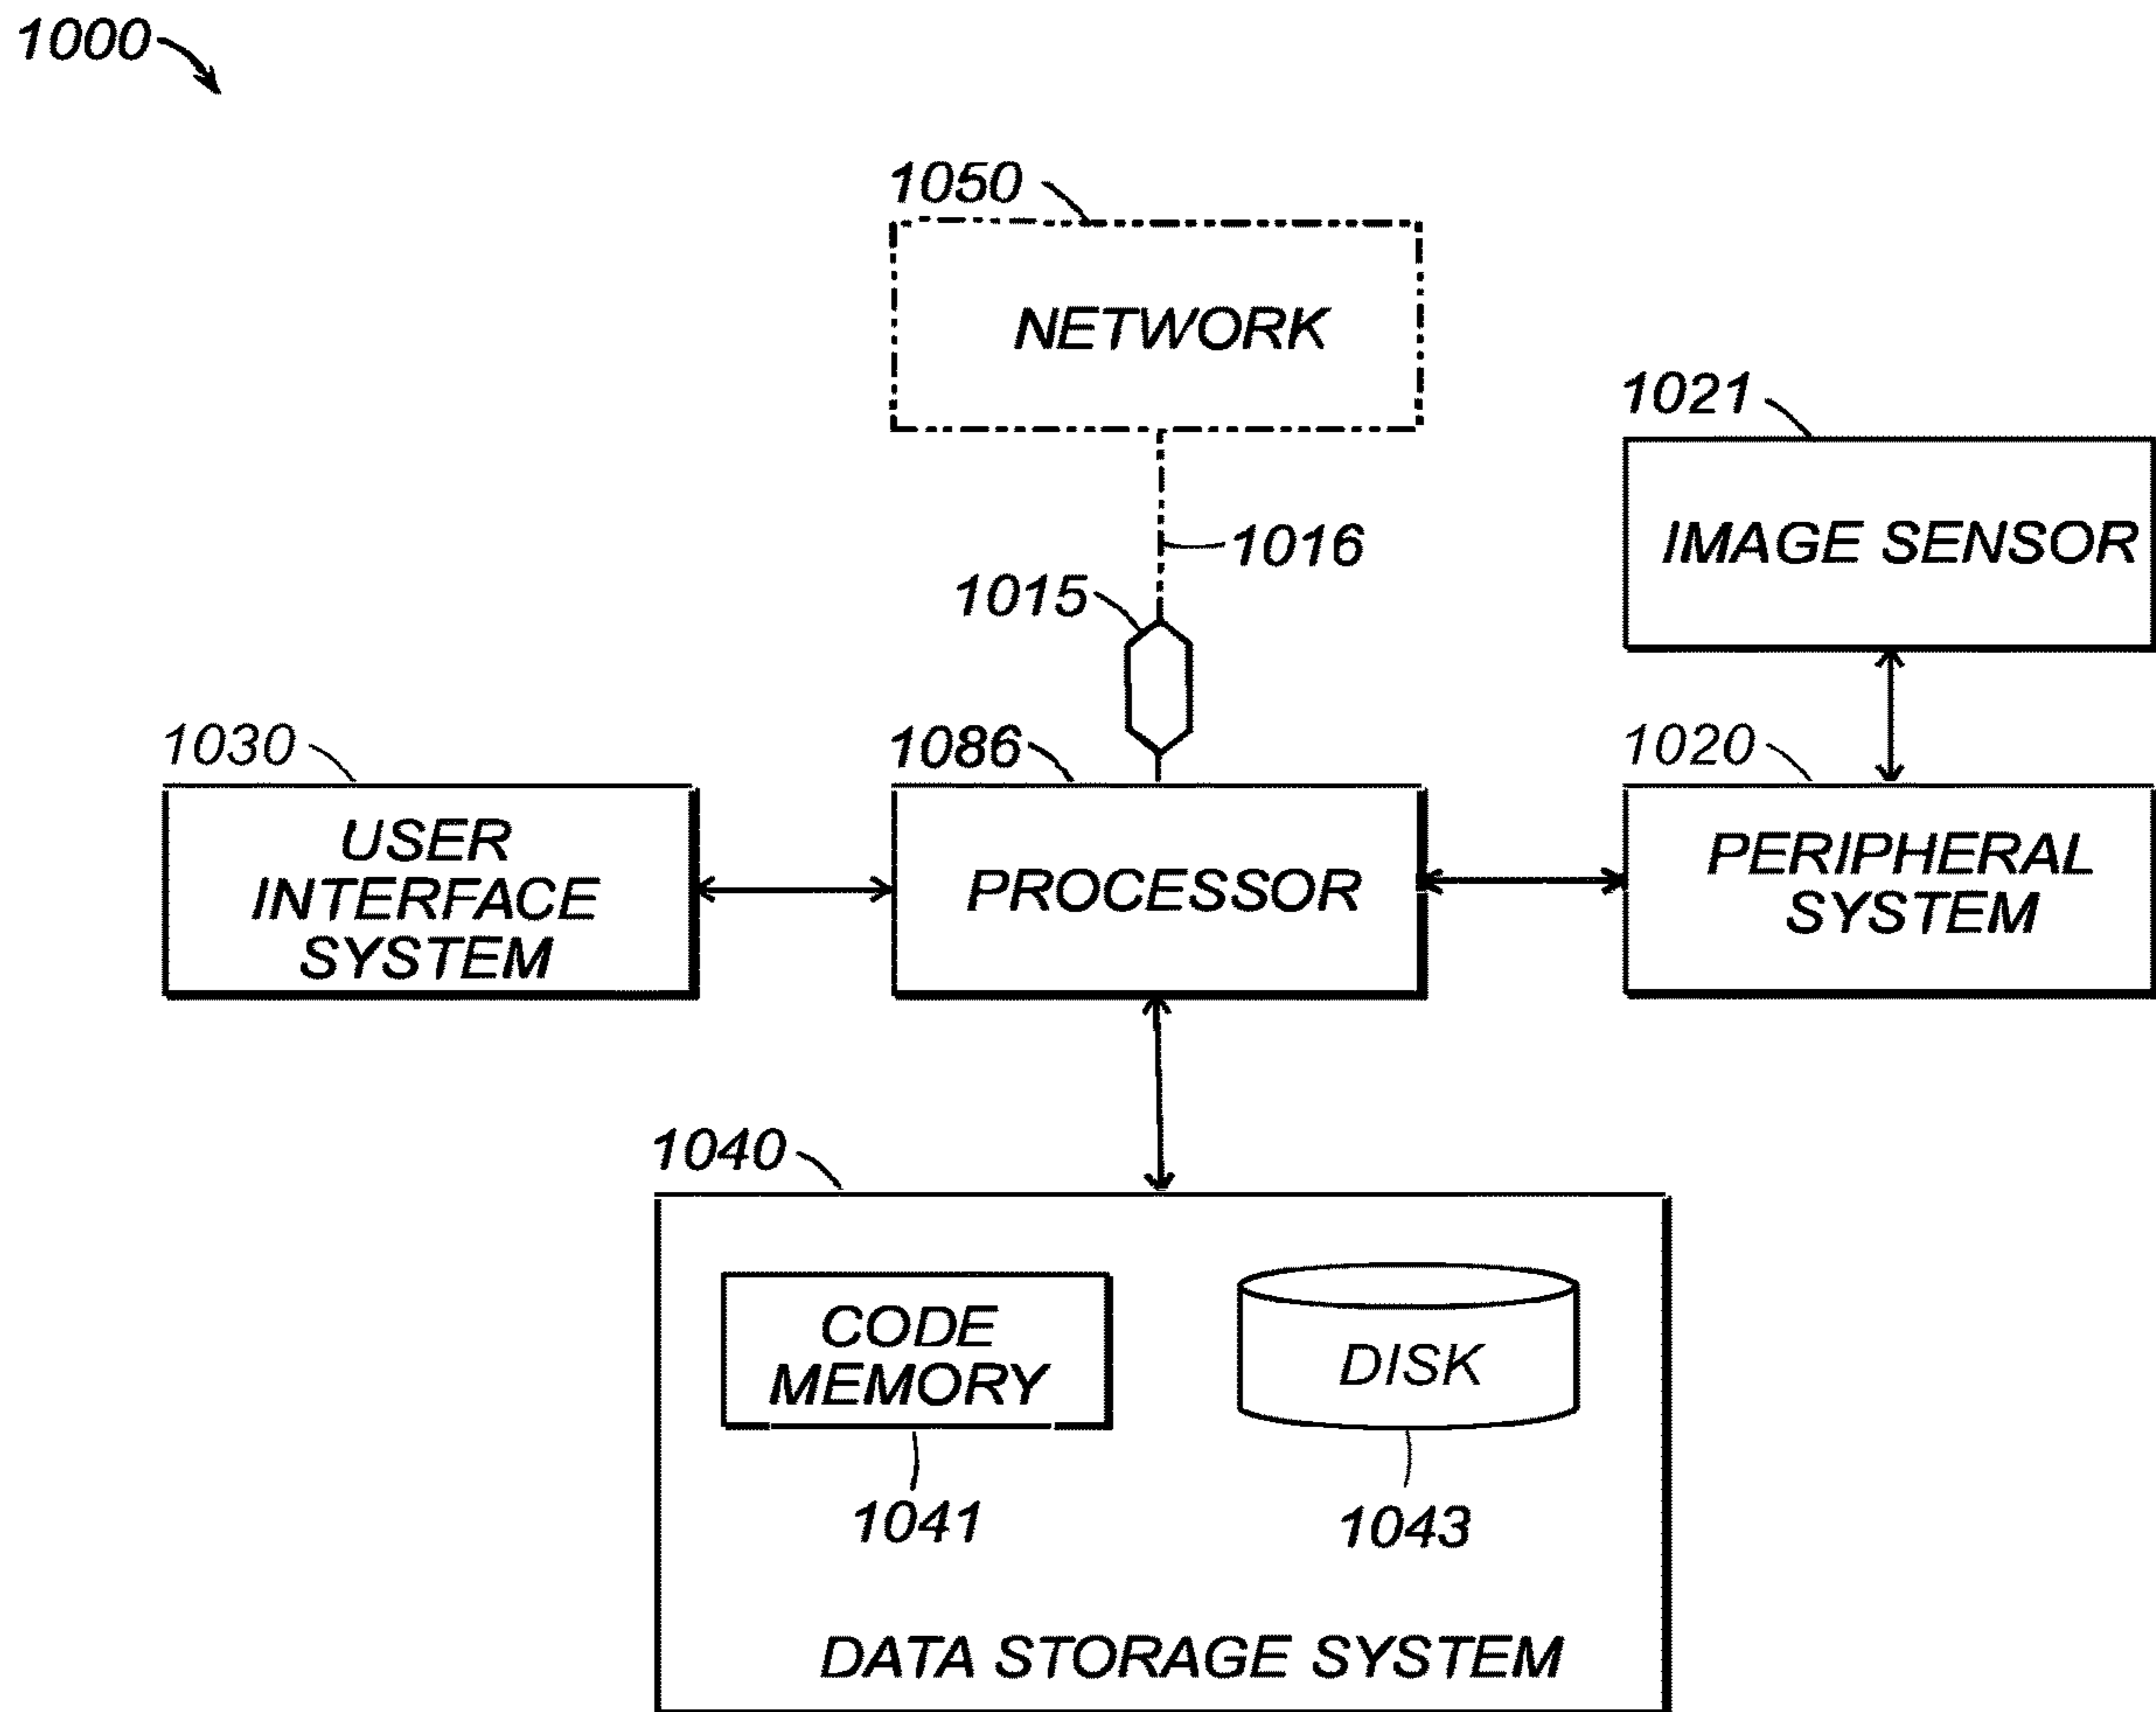 1000
1050
NETWORK
1021
IMAGE SENSOR
1016
1015
1030
USER
INTERFACE
SYSTEM
1086
PROCESSOR
1020
PERIPHERAL
SYSTEM
1040
CODE
MEMORY
DISK
1041
1043
DATA STORAGE SYSTEM